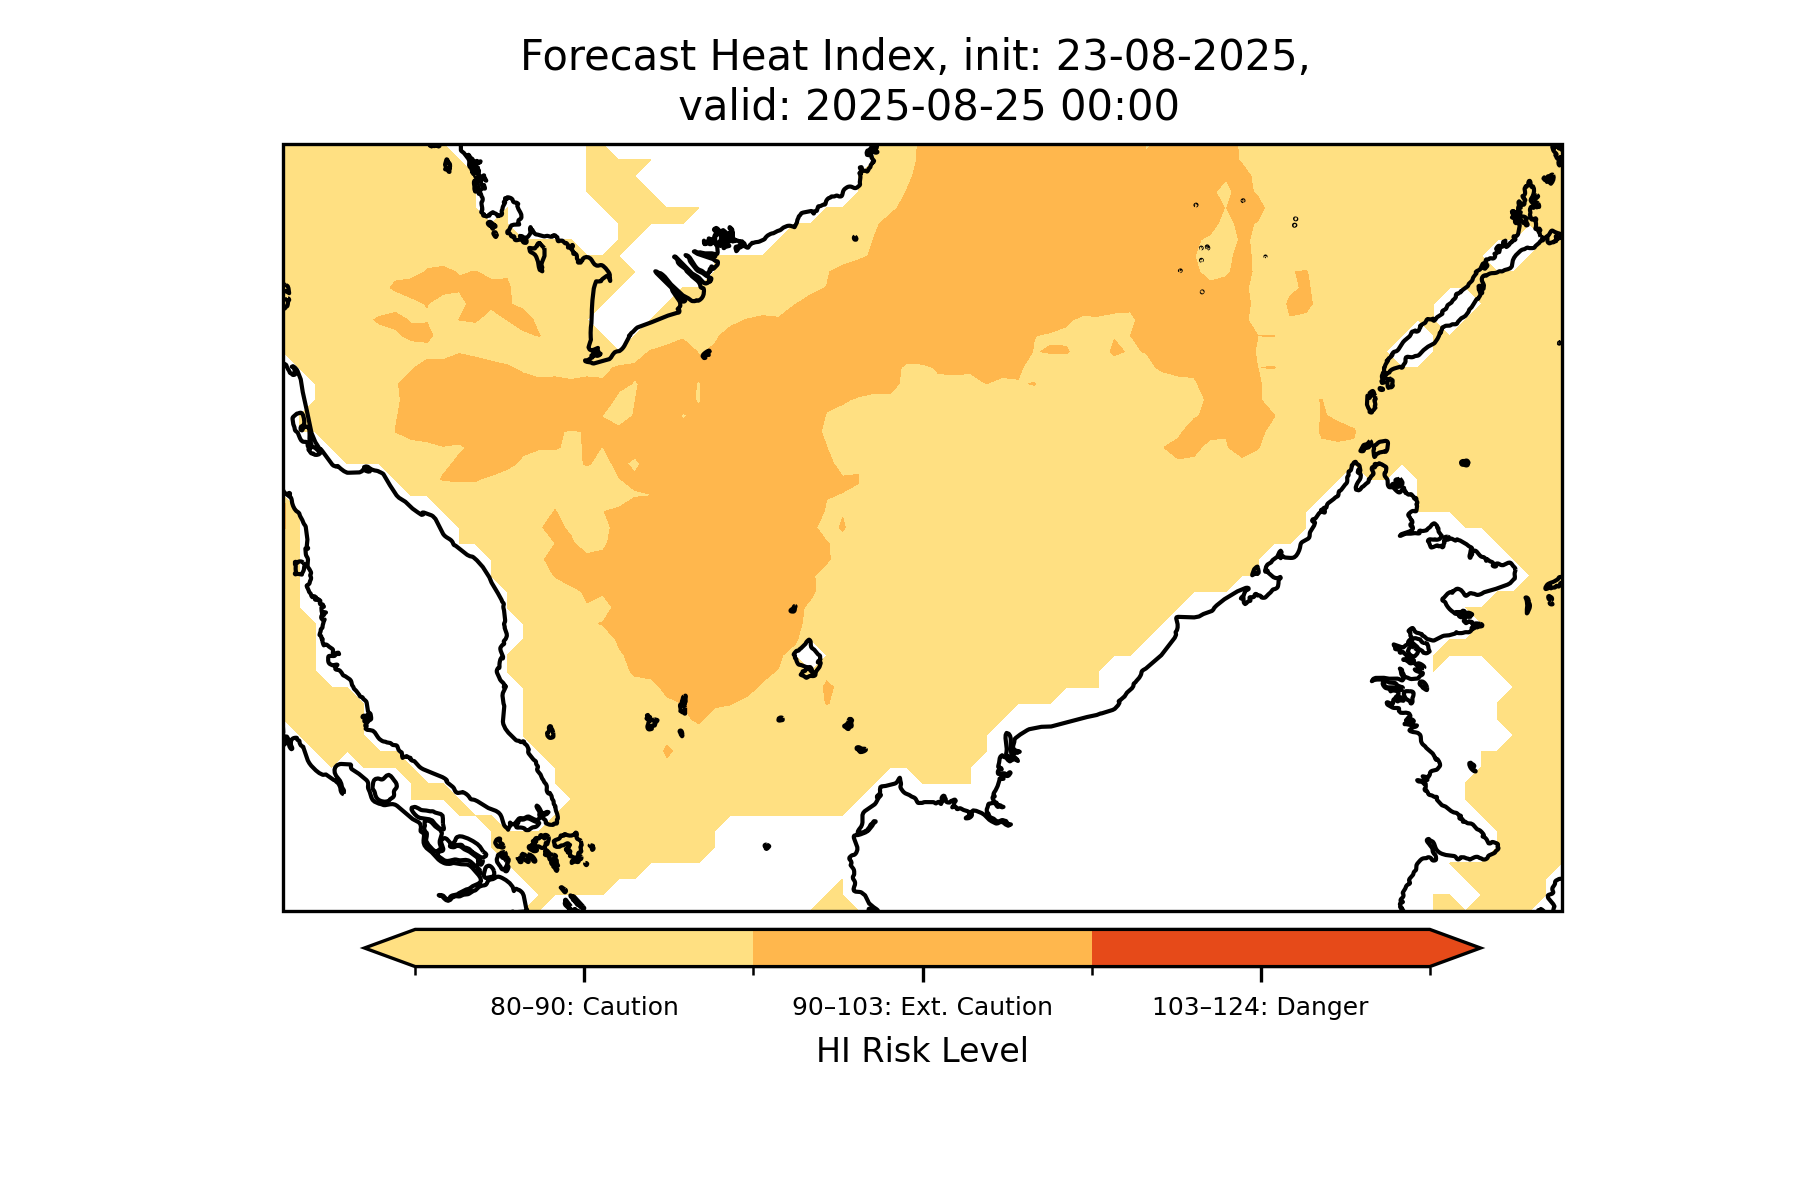 Forecast Heat Index, init: 23-08-2025,
valid: 2025-08-25 00:00
80–90: Caution
90–103: Ext. Caution
103–124: Danger
HI Risk Level